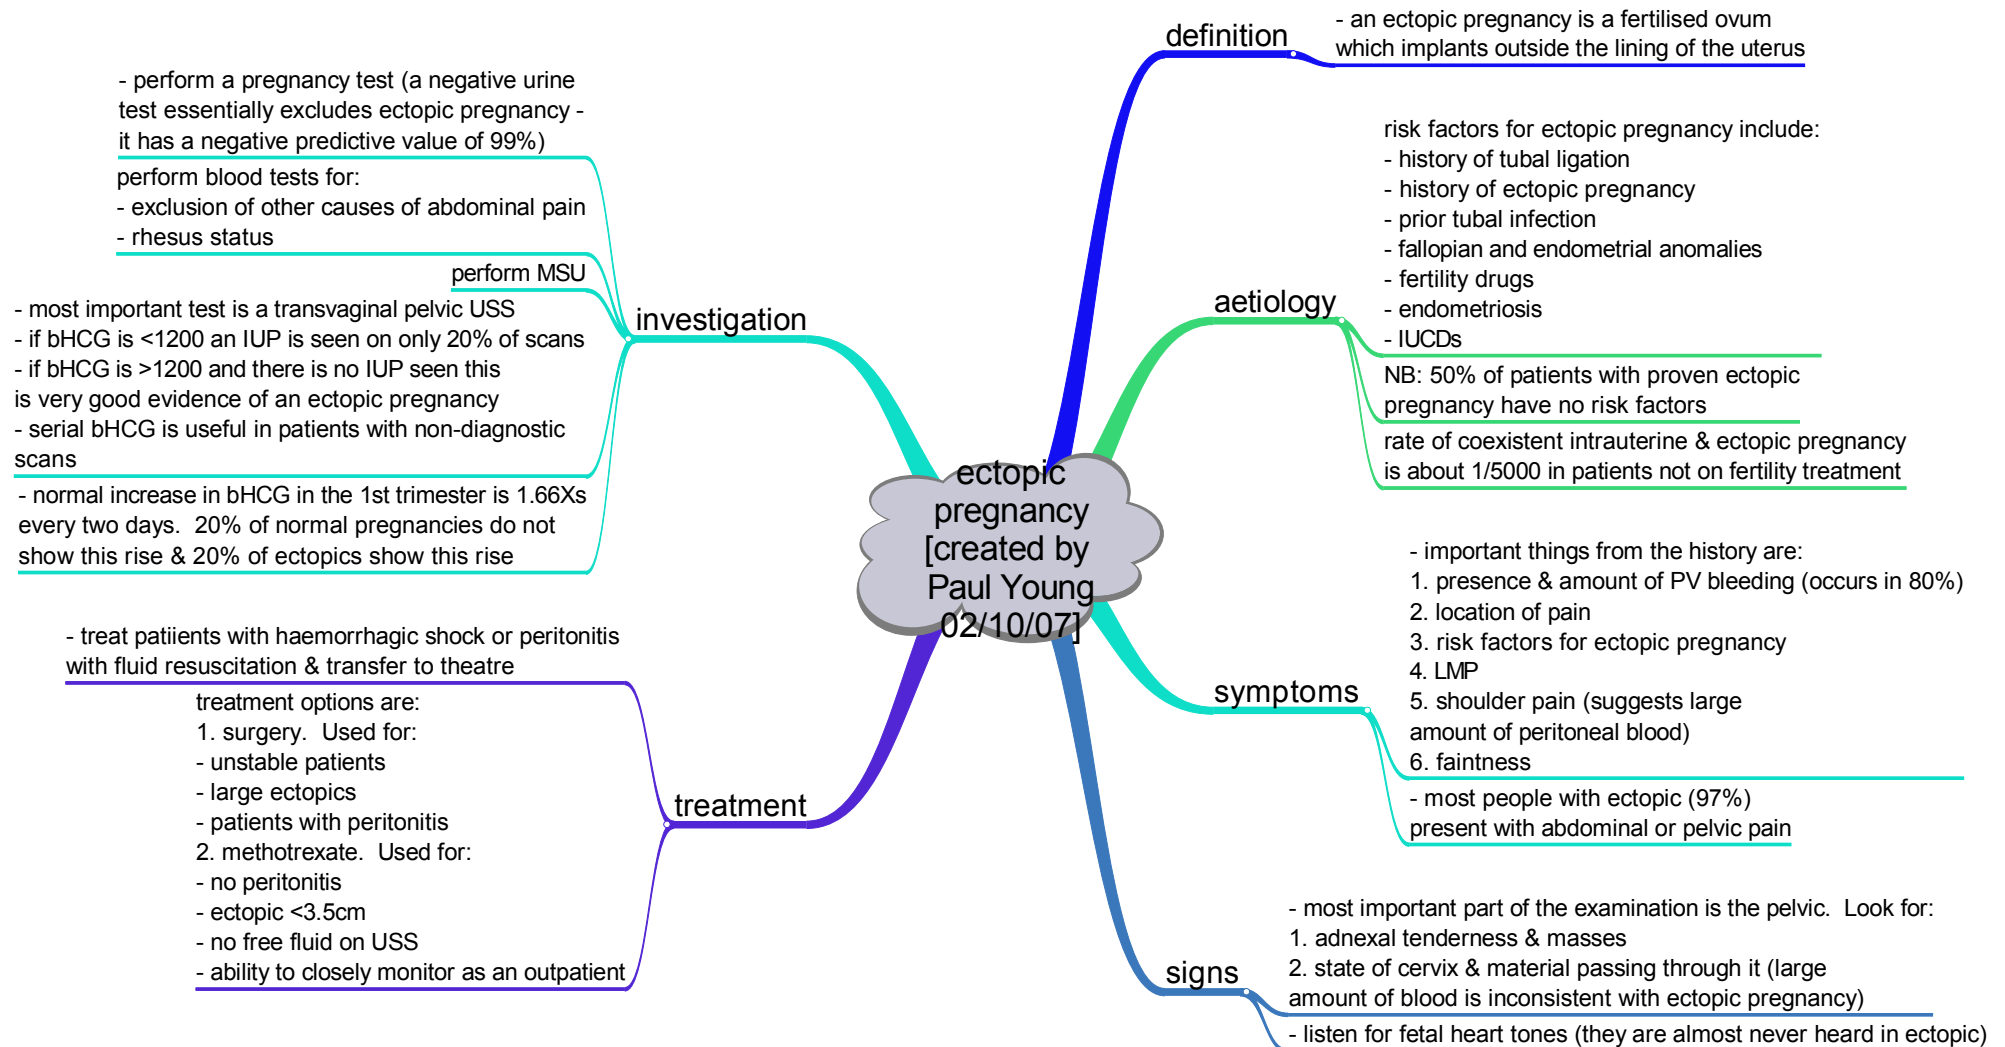 ectopic
pregnancy
[created by
Paul Young
02/10/07]
definition
- an ectopic pregnancy is a fertilised ovum
which implants outside the lining of the uterus
aetiology
risk factors for ectopic pregnancy include:
- history of tubal ligation
- history of ectopic pregnancy
- prior tubal infection
- fallopian and endometrial anomalies
- fertility drugs
- endometriosis
- IUCDs
NB: 50% of patients with proven ectopic
pregnancy have no risk factors
rate of coexistent intrauterine & ectopic pregnancy
is about 1/5000 in patients not on fertility treatment
symptoms
- important things from the history are:
1. presence & amount of PV bleeding (occurs in 80%)
2. location of pain
3. risk factors for ectopic pregnancy
4. LMP
5. shoulder pain (suggests large
amount of peritoneal blood)
6. faintness
- most people with ectopic (97%)
present with abdominal or pelvic pain
signs
- most important part of the examination is the pelvic.  Look for:
1. adnexal tenderness & masses
2. state of cervix & material passing through it (large
amount of blood is inconsistent with ectopic pregnancy)
- listen for fetal heart tones (they are almost never heard in ectopic)
investigation
- perform a pregnancy test (a negative urine
test essentially excludes ectopic pregnancy -
it has a negative predictive value of 99%)
perform blood tests for:
- exclusion of other causes of abdominal pain
- rhesus status
perform MSU
- most important test is a transvaginal pelvic USS
- if bHCG is <1200 an IUP is seen on only 20% of scans
- if bHCG is >1200 and there is no IUP seen this
is very good evidence of an ectopic pregnancy
- serial bHCG is useful in patients with non-diagnostic
scans
- normal increase in bHCG in the 1st trimester is 1.66Xs
every two days.  20% of normal pregnancies do not
show this rise & 20% of ectopics show this rise
treatment
- treat patiients with haemorrhagic shock or peritonitis
with fluid resuscitation & transfer to theatre
treatment options are:
1. surgery.  Used for:
- unstable patients
- large ectopics
- patients with peritonitis
2. methotrexate.  Used for:
- no peritonitis
- ectopic <3.5cm
- no free fluid on USS
- ability to closely monitor as an outpatient